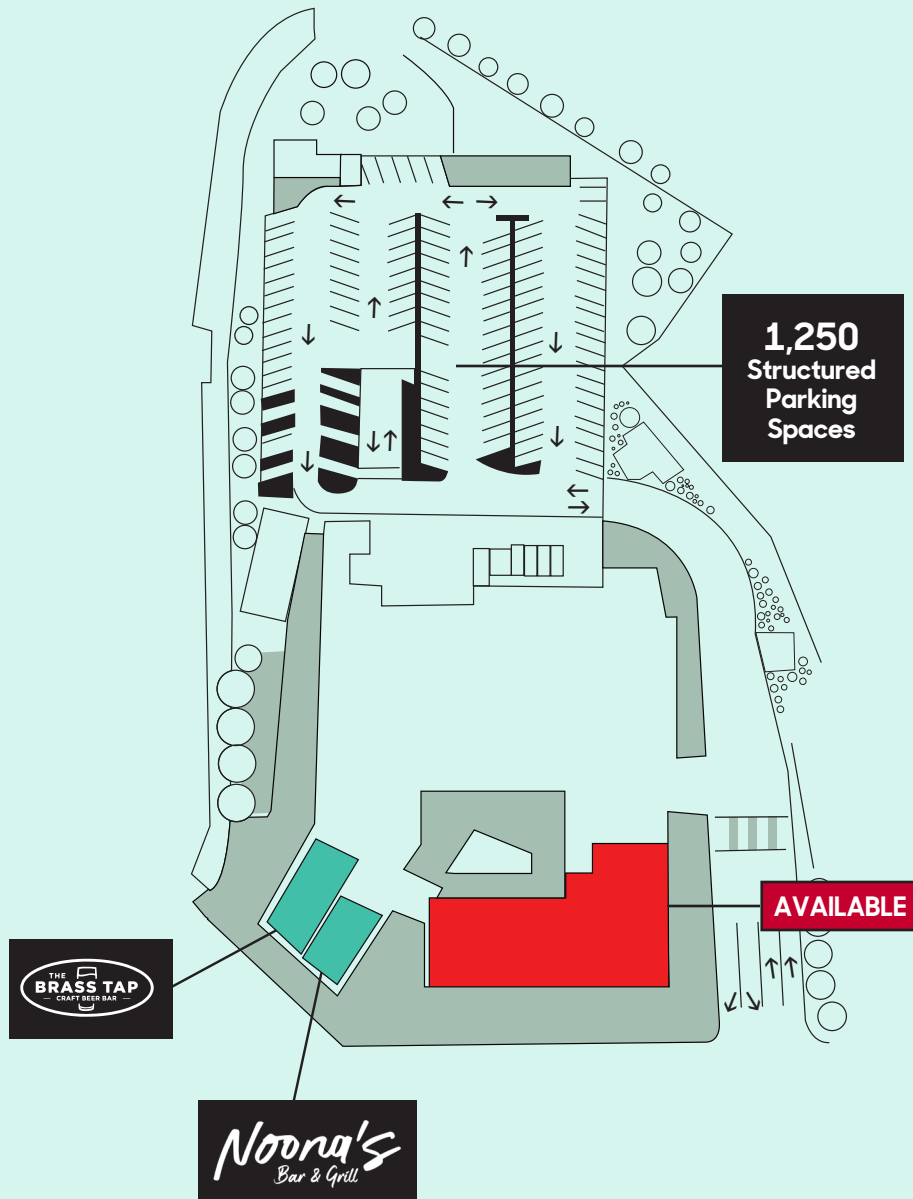 1,250
Structured
Parking
Spaces
AVAILABLE
THE
BRASS TAP
CRAFT BEER BAR
Noona's
Bar & Grill